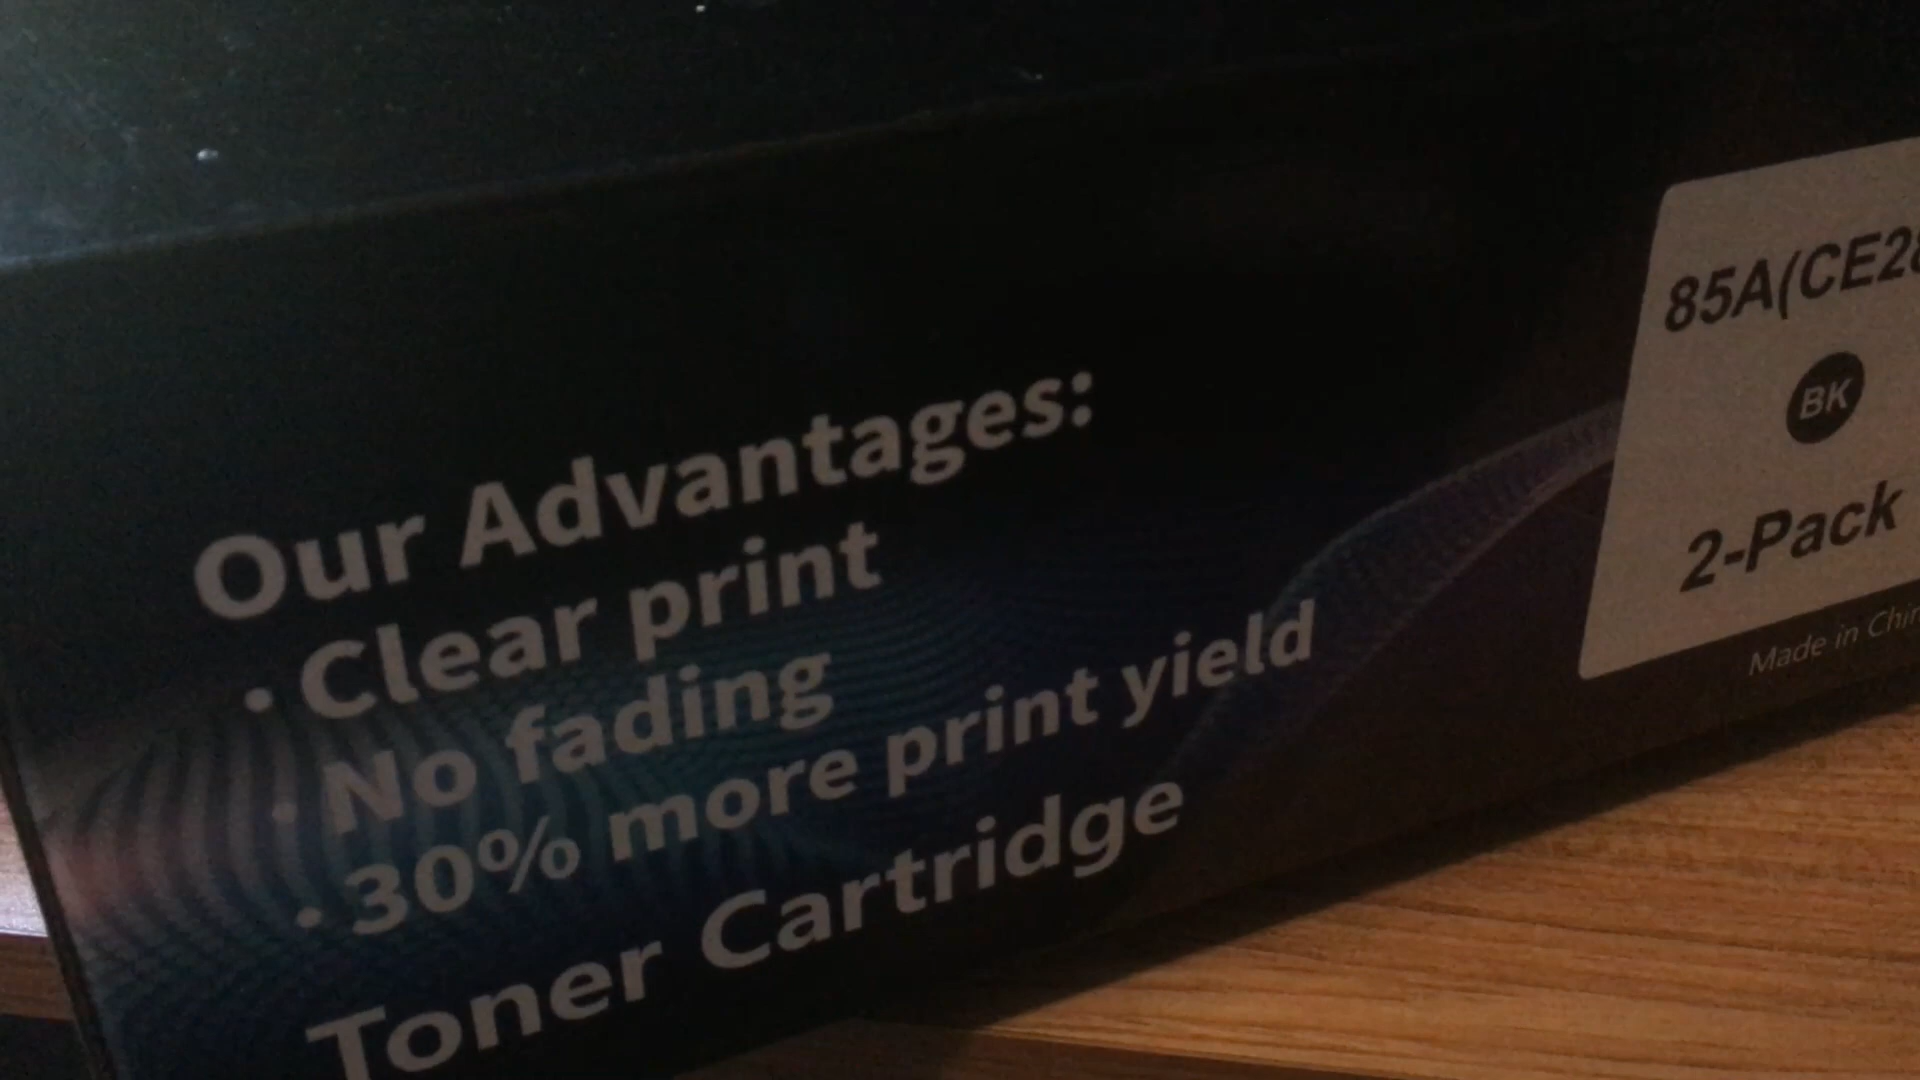 Our Advantages:
· Clear print
· No fading
· 30% more print yield
Toner Cartridge
85A(CE28
BK
2-Pack
Made in Chin